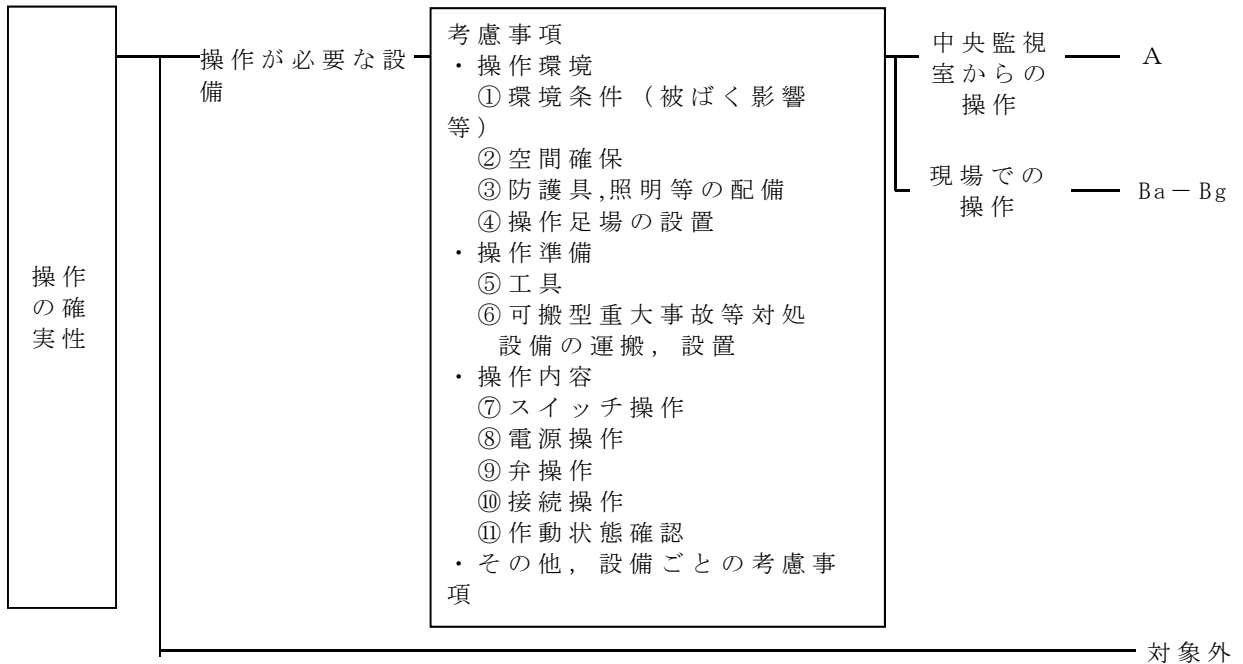 操作
の確
実性
操作が必要な設
備
考慮事項
・操作環境
①環境条件（被ばく影響
等）
②空間確保
③防護具,照明等の配備
④操作足場の設置
・操作準備
⑤工具
⑥可搬型重大事故等対処
設備の運搬，設置
・操作内容
⑦スイッチ操作
⑧電源操作
⑨弁操作
⑩接続操作
⑪作動状態確認
・その他，設備ごとの考慮事
項
中央監視
室からの
操作
A
現場での
操作
Ba－Bg
対象外